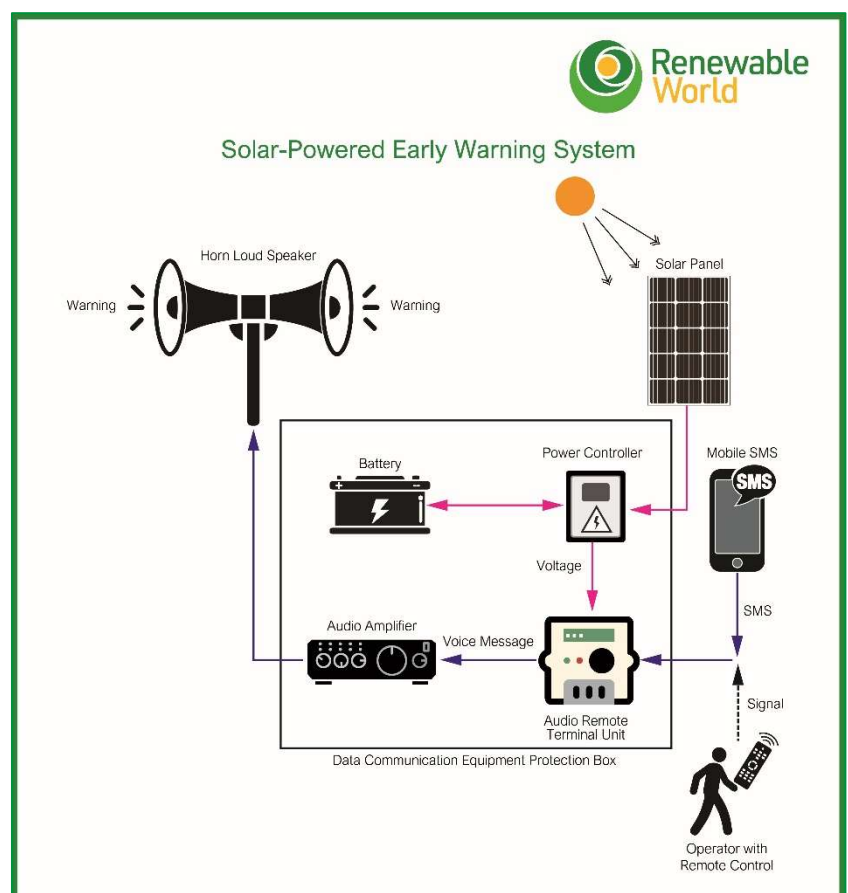 Renewable
World
Solar-Powered Early Warning System
Horn Loud Speaker
Solar Panel
Warning
Warning
Battery
Power Controller
Mobile SMS
SMS
Voltage
SMS
Audio Amplifier
Voice Message
Signal
Audio Remote
Terminal Unit
Data Communication Equipment Protection Box
Operator with
Remote Control